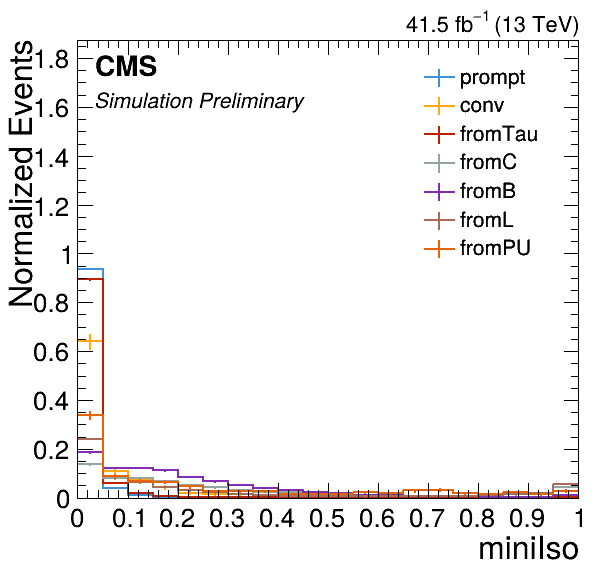 41.5 fb⁻¹ (13 TeV)
CMS
Simulation Preliminary
prompt
conv
fromTau
fromC
fromB
fromL
fromPU
Normalized Events
1.8
1.6
1.4
1.2
1
0.8
0.6
0.4
0.2
0
0 0.1 0.2 0.3 0.4 0.5 0.6 0.7 0.8 0.9 1
miniIso